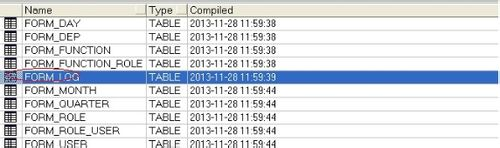 Name Type Compiled
FORM_DAY TABLE 2013-11-28 11:59:38
FORM_DEP TABLE 2013-11-28 11:59:38
FORM_FUNCTION TABLE 2013-11-28 11:59:38
FORM_FUNCTION_ROLE TABLE 2013-11-28 11:59:38
FORM_LOG TABLE 2013-11-28 11:59:39
FORM_MONTH TABLE 2013-11-28 11:59:44
FORM_QUARTER TABLE 2013-11-28 11:59:44
FORM_ROLE TABLE 2013-11-28 11:59:44
FORM_ROLE_USER TABLE 2013-11-28 11:59:44
FORM_USER TABLE 2013-11-28 11:59:44